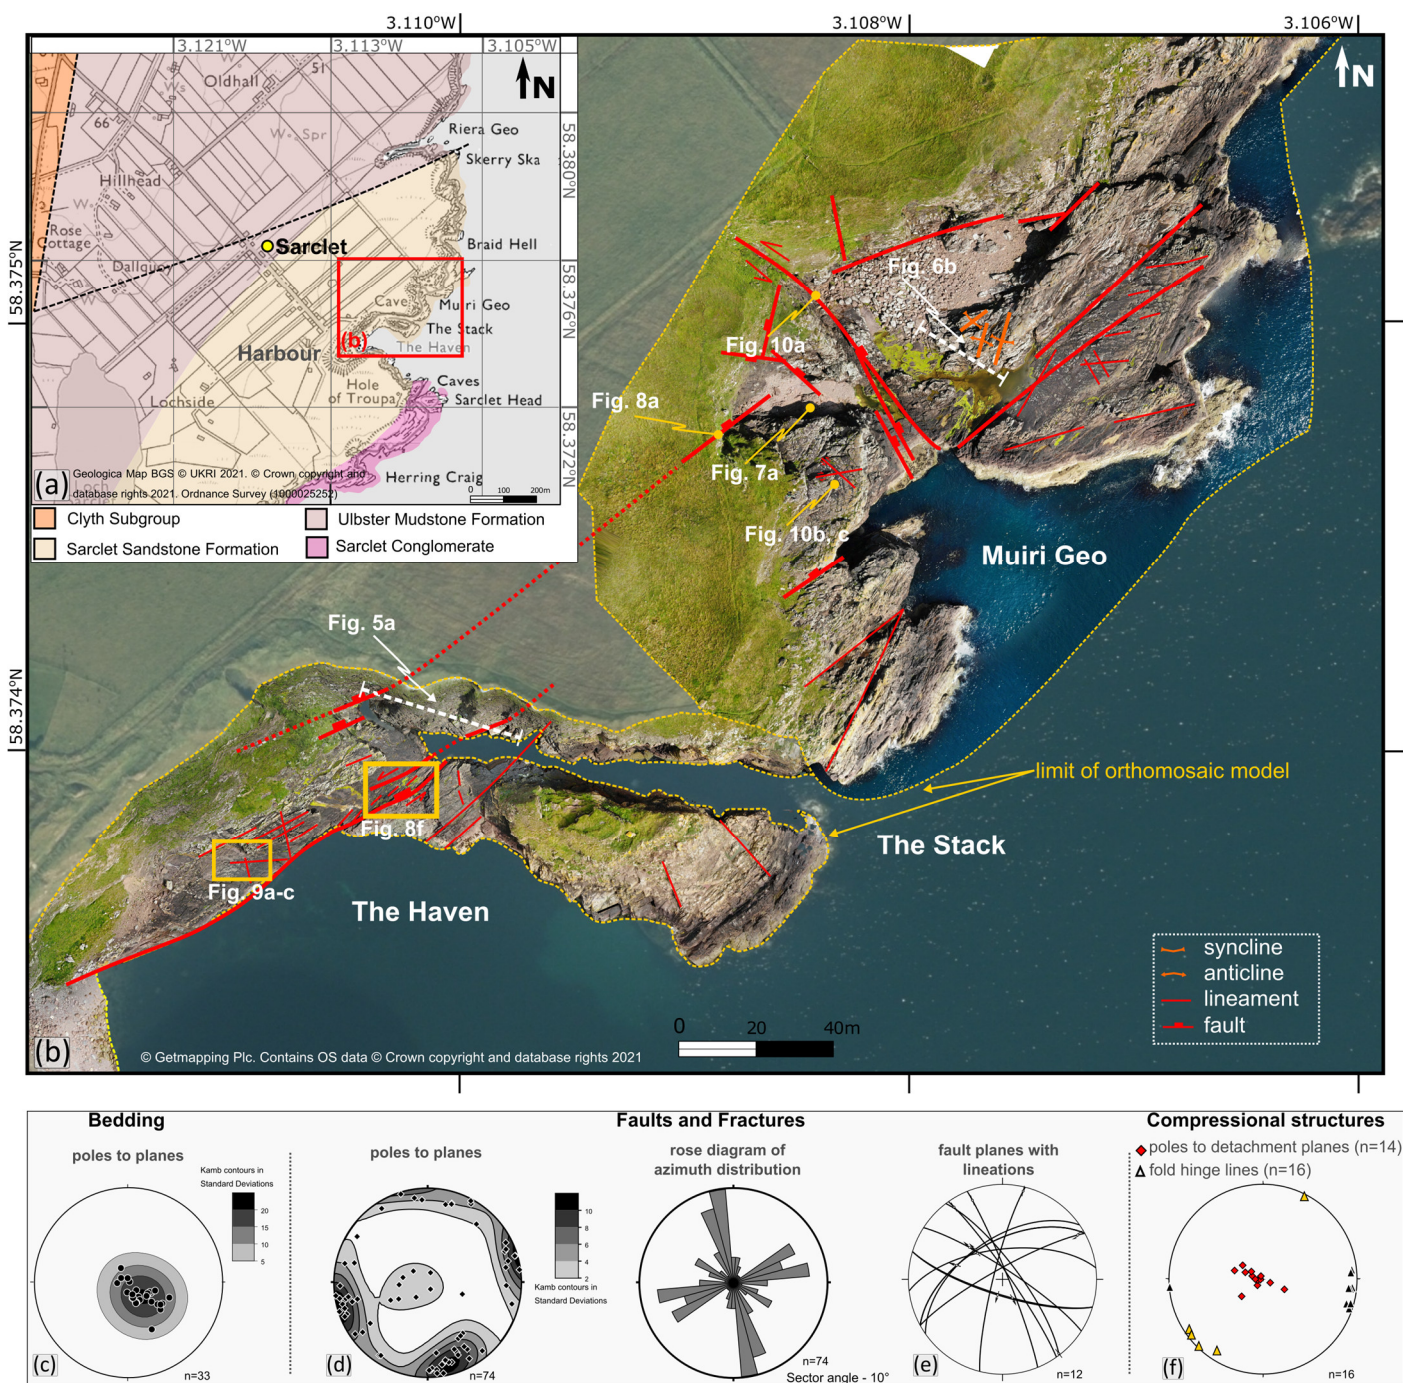 3.110°W
3.108°W
3.106°W
3.121°W
3.113°W
3.105°W
N
N
Oldhall
51
Ws
66
W. Spr
Riera Geo
Skerry Ska
58.380°N
Hillhead
W
Rose
Cottage
Sarclet
Braid Hell
Dallquo
58.375°N
Cave
Muiri Geo
58.376°N
The Stack
(b)
The Haven
Harbour
Hole
of Troupa
Caves
Sarclet Head
Lochside
58.372°N
Herring Craig
(a)
Geologica Map BGS © UKRI 2021. © Crown copyright and
database rights 2021. Ordnance Survey (1000025252)
0 100 200m
Clyth Subgroup
Ulbster Mudstone Formation
Sarclet Sandstone Formation
Sarclet Conglomerate
Fig. 6b
Fig. 10a
Fig. 8a
Fig. 7a
Fig. 10b, c
Muiri Geo
Fig. 5a
58.374°N
limit of orthomosaic model
Fig. 8f
The Stack
Fig. 9a-c
The Haven
syncline
anticline
lineament
fault
0 20 40m
(b)
© Getmapping Plc. Contains OS data © Crown copyright and database rights 2021
Bedding
Faults and Fractures
Compressional structures
poles to planes
Kamb contours in
Standard Deviations
20
15
10
5
(c)
n=33
poles to planes
10
8
6
4
2
Kamb contours in
Standard Deviations
(d)
n=74
rose diagram of
azimuth distribution
n=74
Sector angle - 10°
fault planes with
lineations
(e)
n=12
poles to detachment planes (n=14)
fold hinge lines (n=16)
(f)
n=16